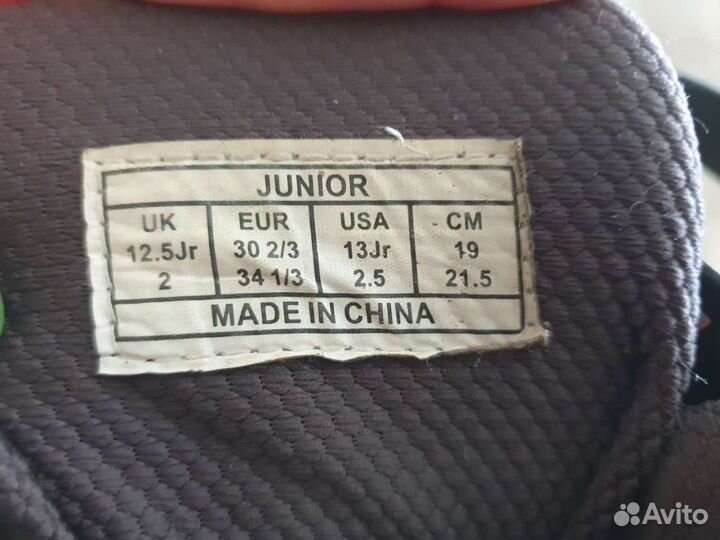 JUNIOR
UK EUR USA CM
12.5Jr 30 2/3 13Jr 19
2 34 1/3 2.5 21.5
MADE IN CHINA
Avito